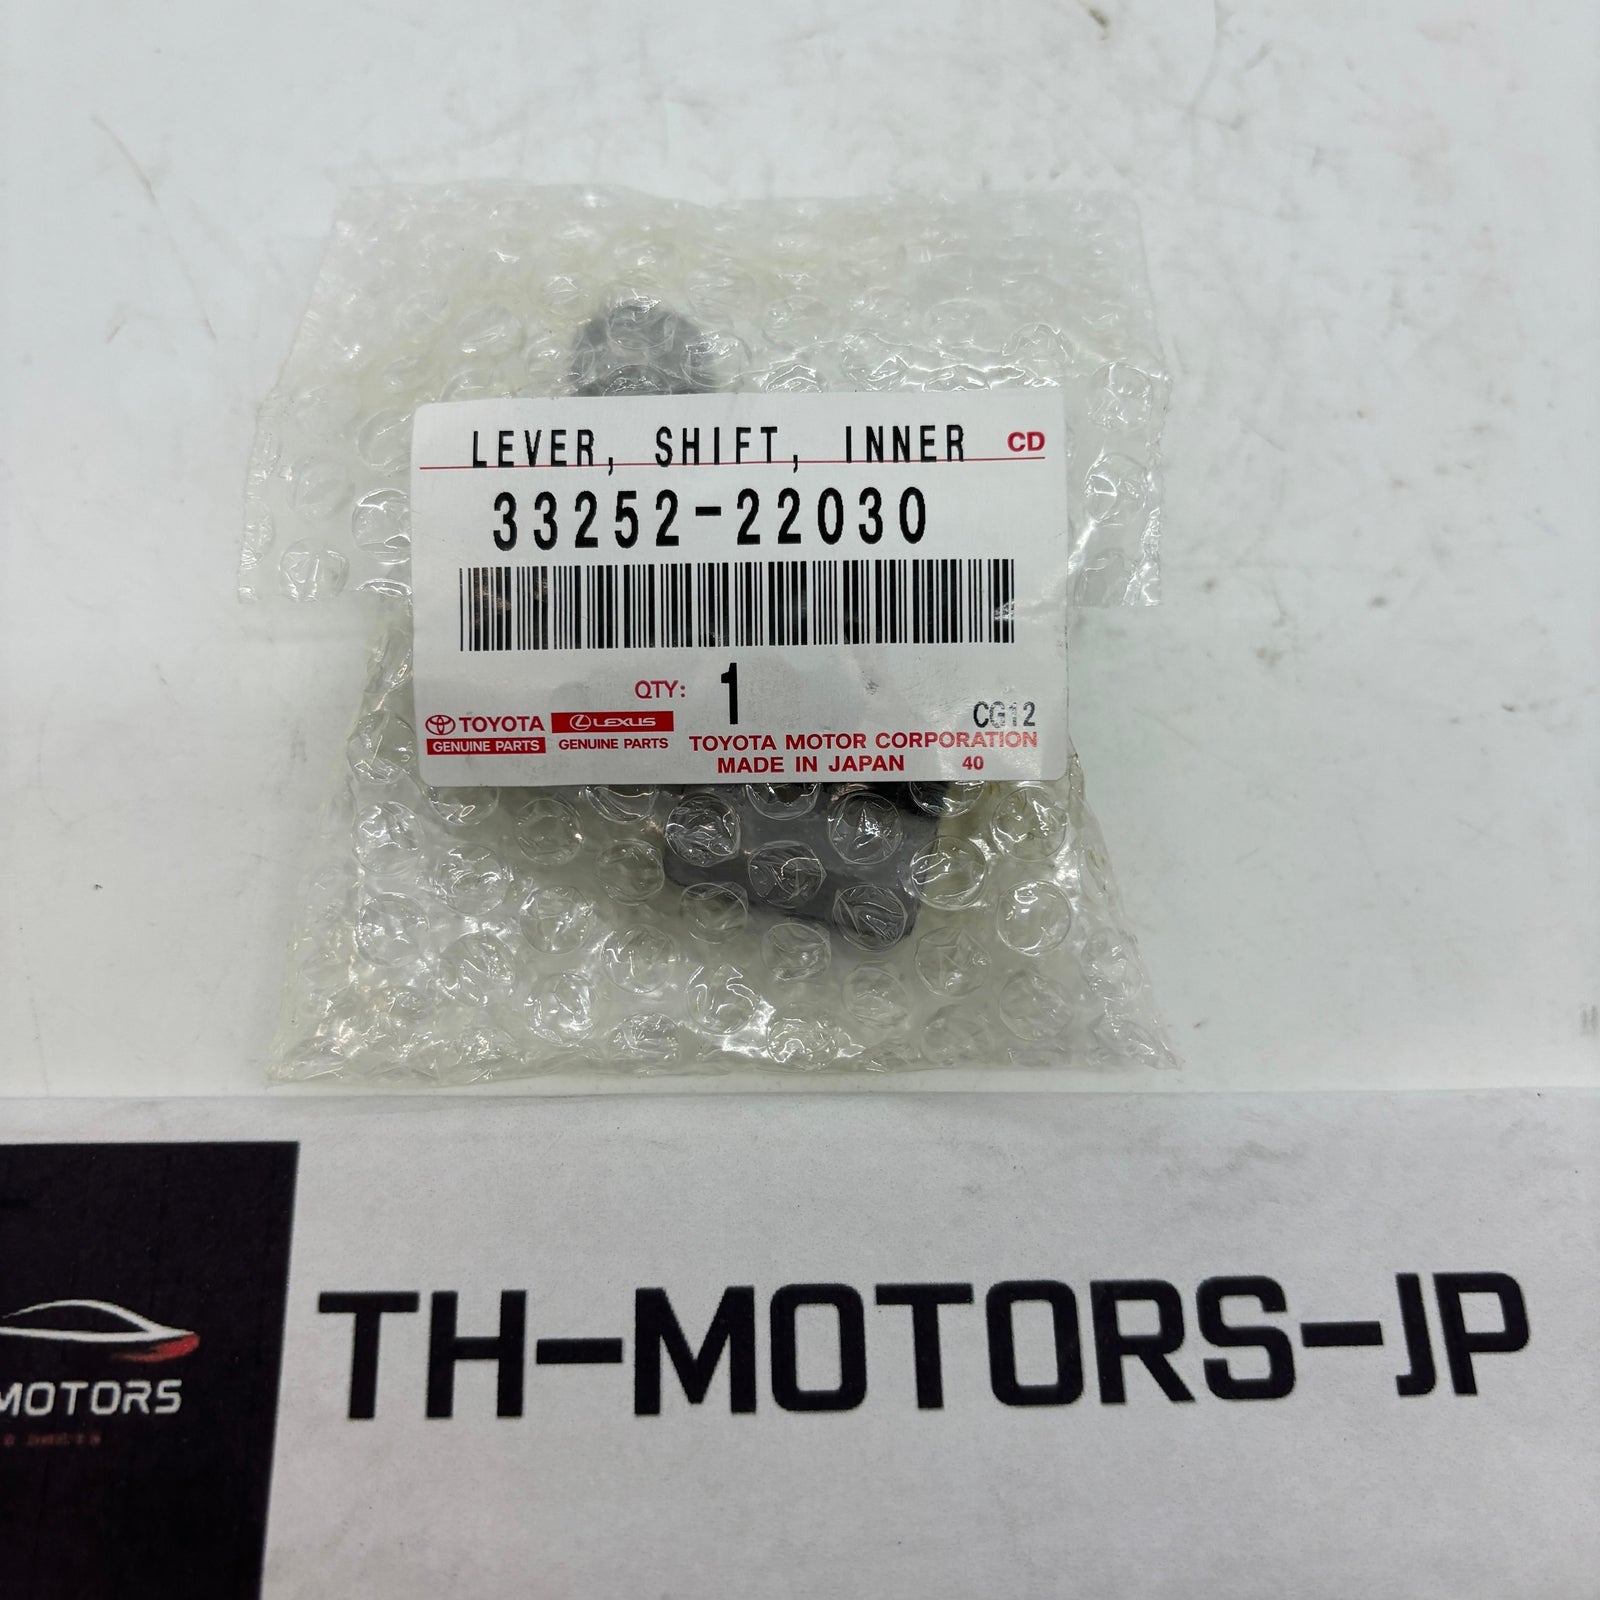 LEVER, SHIFT, INNER CD
33252-22030
QTY: 1
CG12
TOYOTA LEXUS
GENUINE PARTS GENUINE PARTS
TOYOTA MOTOR CORPORATION
MADE IN JAPAN 40
TH-MOTORS-JP
MOTORS